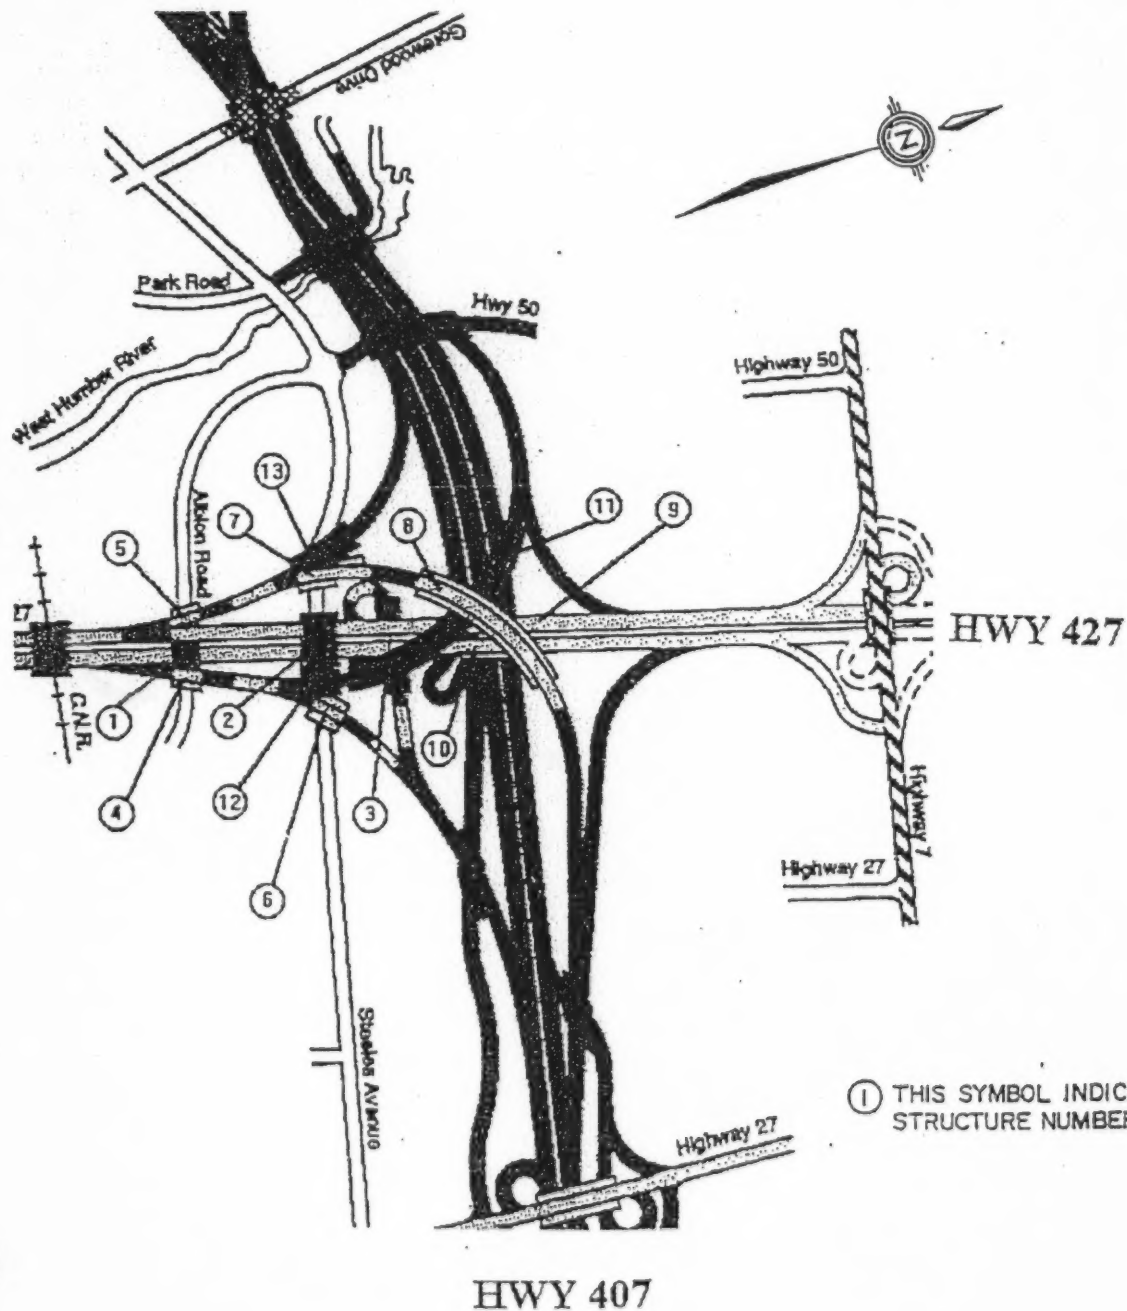 Gorewood Drive
N
Park Road
Hwy 50
West Humber River
Highway 50
13
7
8
11
9
5
Albion Road
27
HWY 427
G.N.R.
1
2
10
4
12
3
Highway 7
6
Highway 27
Steeles Avenue
1 THIS SYMBOL INDIC
STRUCTURE NUMBER
Highway 27
HWY 407